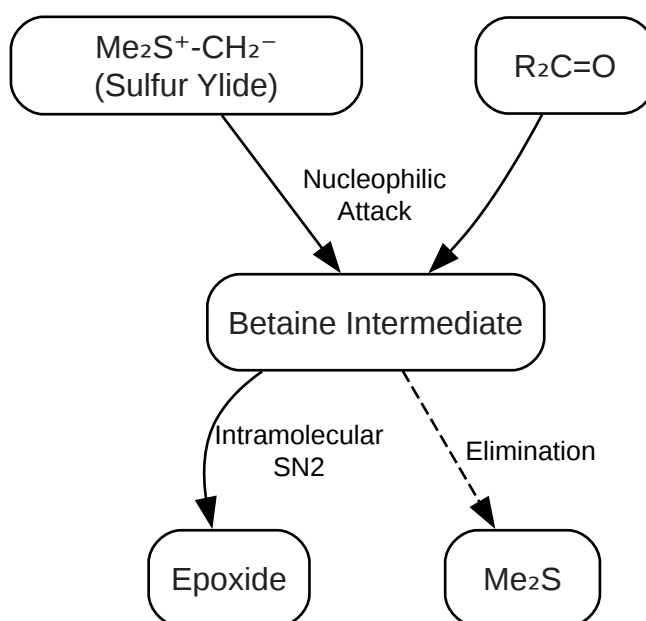 Me₂S⁺-CH₂⁻
(Sulfur Ylide)
R₂C=O
Nucleophilic
Attack
Betaine Intermediate
Intramolecular
SN2
Elimination
Epoxide
Me₂S